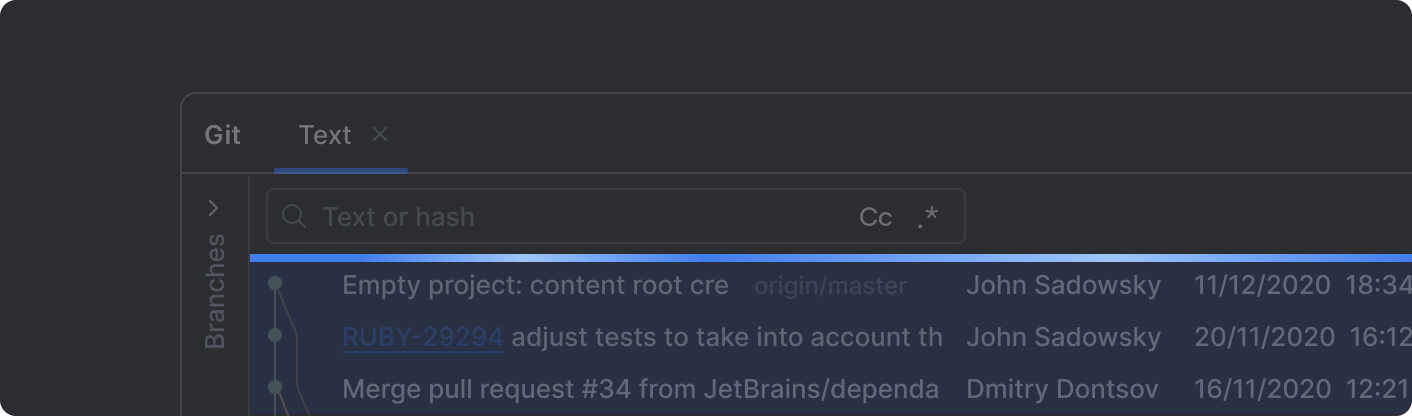 Git Text
Text or hash Cc .*
Branches
Empty project: content root cre origin/master John Sadowsky 11/12/2020 18:34
RUBY-29294 adjust tests to take into account th John Sadowsky 20/11/2020 16:12
Merge pull request #34 from JetBrains/dependa Dmitry Dontsov 16/11/2020 12:21